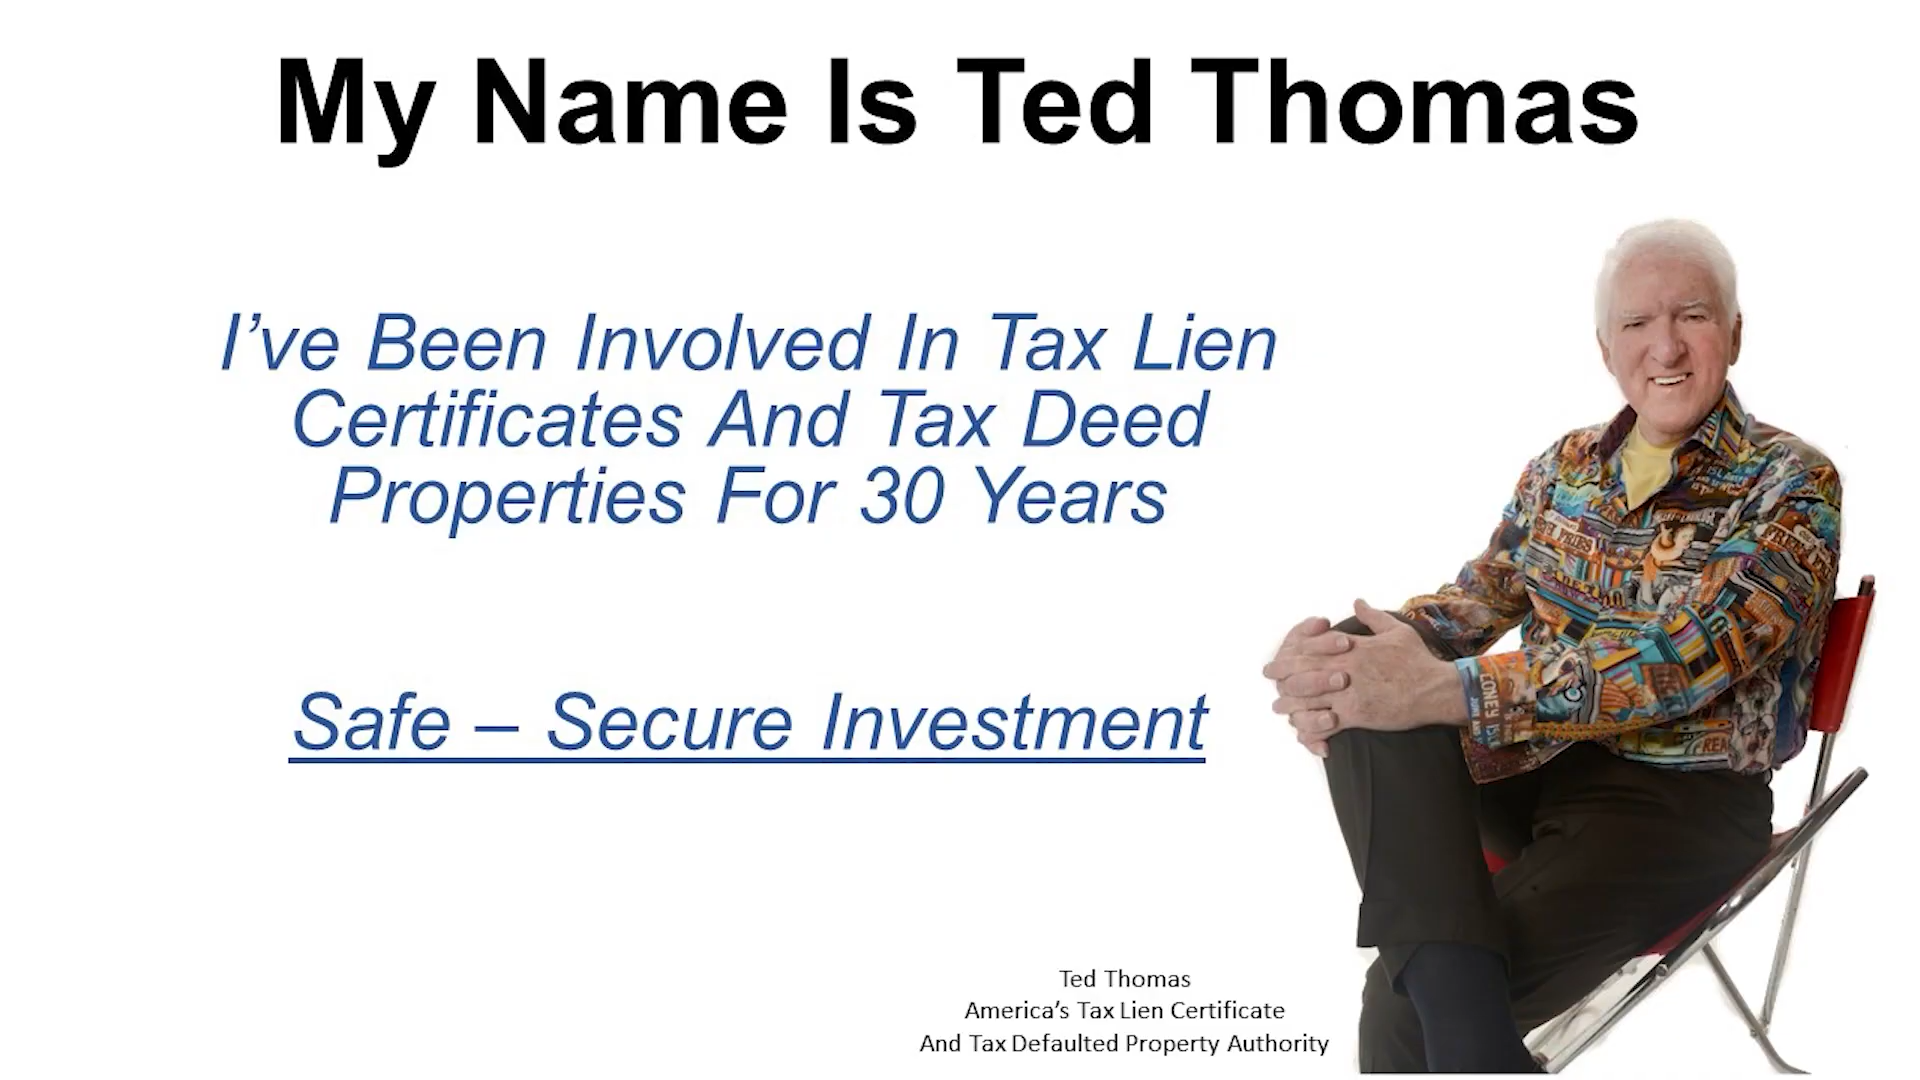 My Name Is Ted Thomas
I’ve Been Involved In Tax Lien
Certificates And Tax Deed
Properties For 30 Years
Safe – Secure Investment
Ted Thomas
America’s Tax Lien Certificate
And Tax Defaulted Property Authority